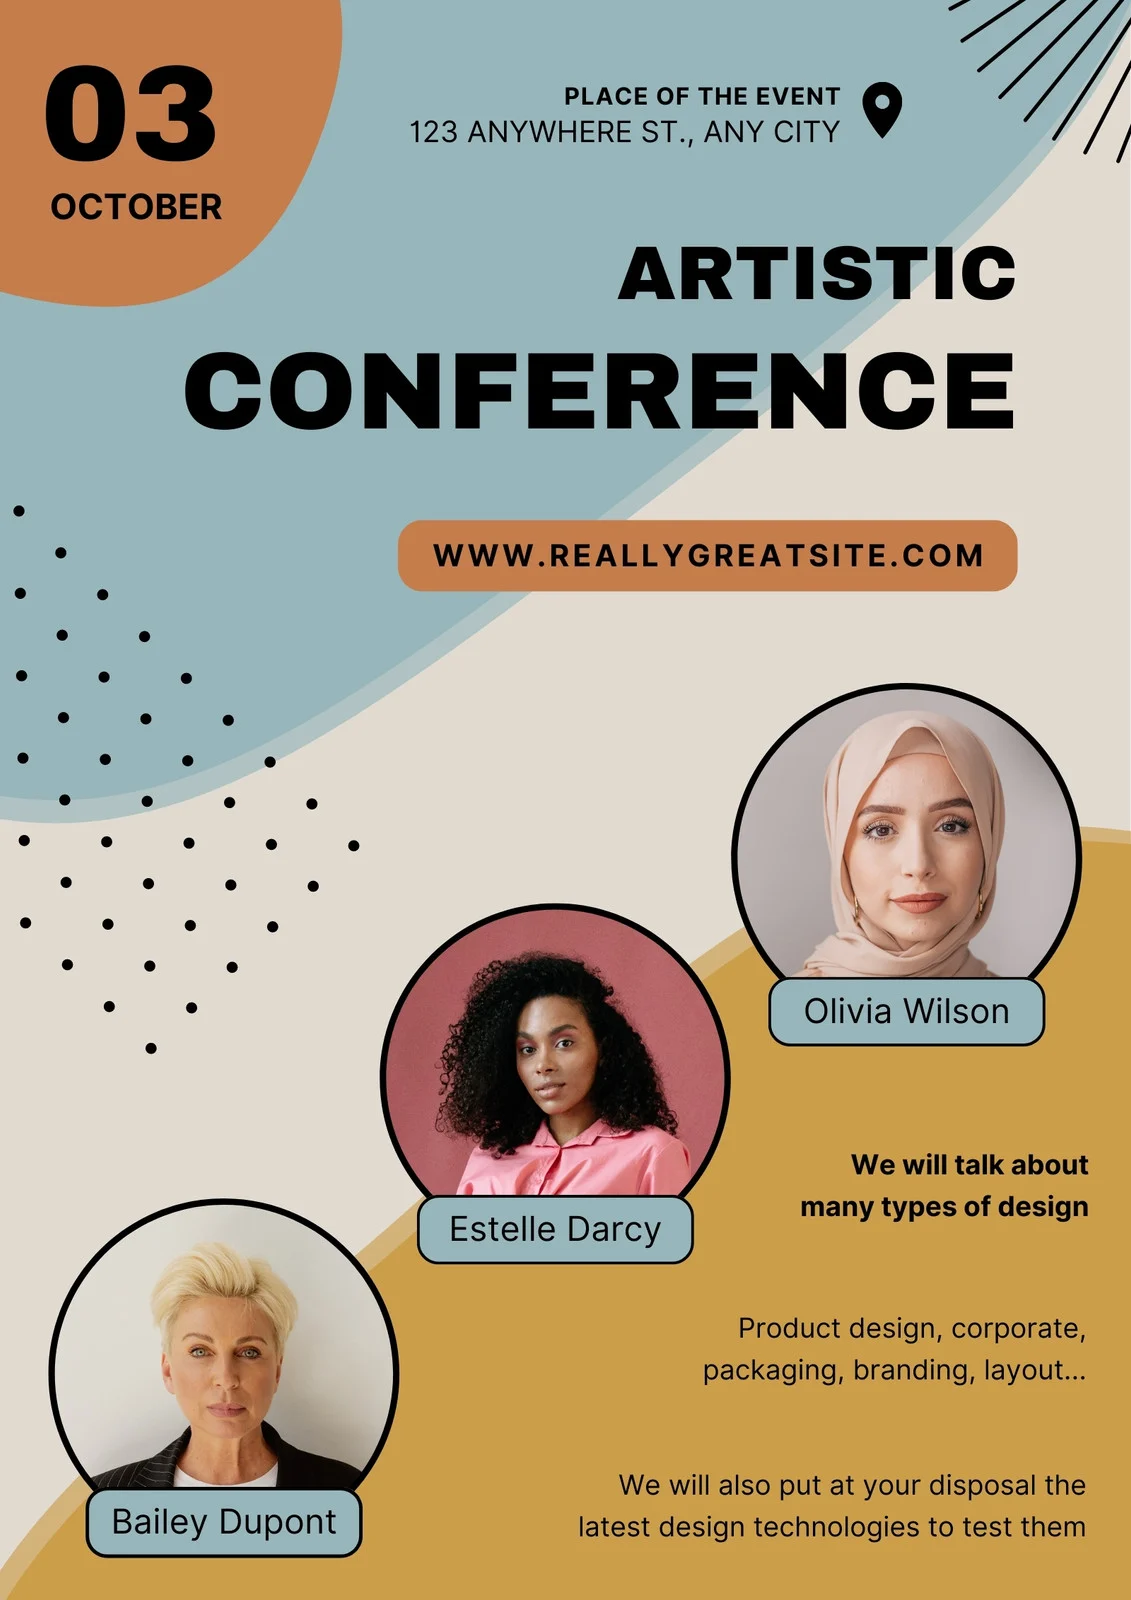 03
OCTOBER
PLACE OF THE EVENT
123 ANYWHERE ST., ANY CITY
ARTISTIC
CONFERENCE
WWW.REALLYGREATSITE.COM
Olivia Wilson
Estelle Darcy
Bailey Dupont
We will talk about
many types of design
Product design, corporate,
packaging, branding, layout...
We will also put at your disposal the
latest design technologies to test them